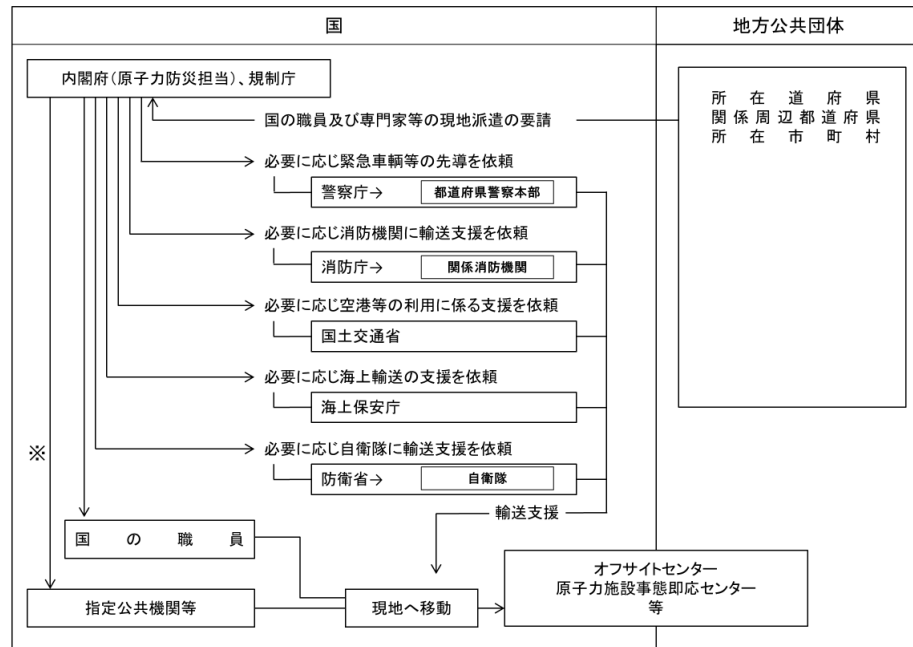 国
地方公共団体
内閣府(原子力防災担当)、規制庁
所在道府県
関係周辺都道府県
所在市町村
国の職員及び専門家等の現地派遣の要請
必要に応じ緊急車輌等の先導を依頼
警察庁→ 都道府県警察本部
必要に応じ消防機関に輸送支援を依頼
消防庁→ 関係消防機関
必要に応じ空港等の利用に係る支援を依頼
国土交通省
必要に応じ海上輸送の支援を依頼
海上保安庁
※
必要に応じ自衛隊に輸送支援を依頼
防衛省→ 自衛隊
輸送支援
国の職員
オフサイトセンター
原子力施設事態即応センター
等
指定公共機関等
現地へ移動